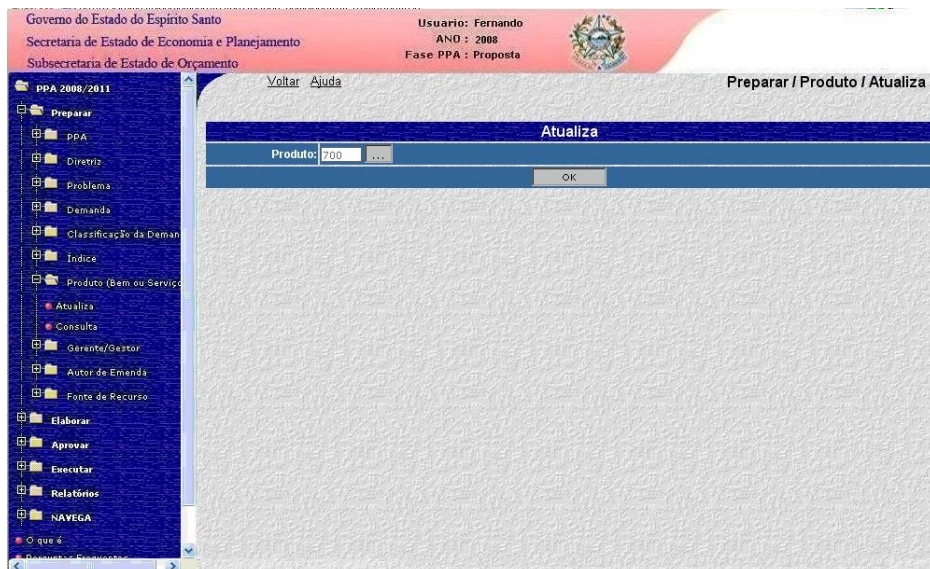 Governo do Estado do Espírito Santo
Secretaria de Estado de Economia e Planejamento
Subsecretaria de Estado de Orçamento
Usuario: Fernando
ANO : 2008
Fase PPA : Proposta
PPA 2008/2011
Preparar
PPA
Diretriz
Problema
Demanda
Classificação da Deman
Índice
Produto (Bem ou Serviço
Atualiza
Consulta
Gerente/Gestor
Autor de Emenda
Fonte de Recurso
Elaborar
Aprovar
Executar
Relatórios
NAVEGA
O que é
Perguntas Frequentes
Voltar Ajuda
Preparar / Produto / Atualiza
Atualiza
Produto: 700 ...
OK